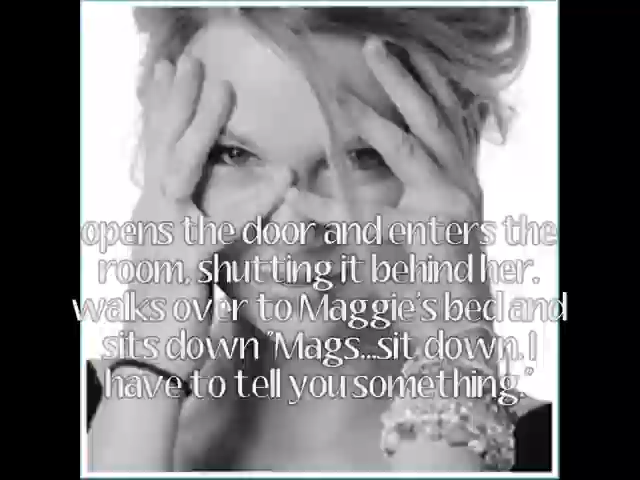 opens the door and enters the
room, shutting it behind her.
walks over to Maggie's bed and
sits down "Mags...sit down. I
have to tell you something."